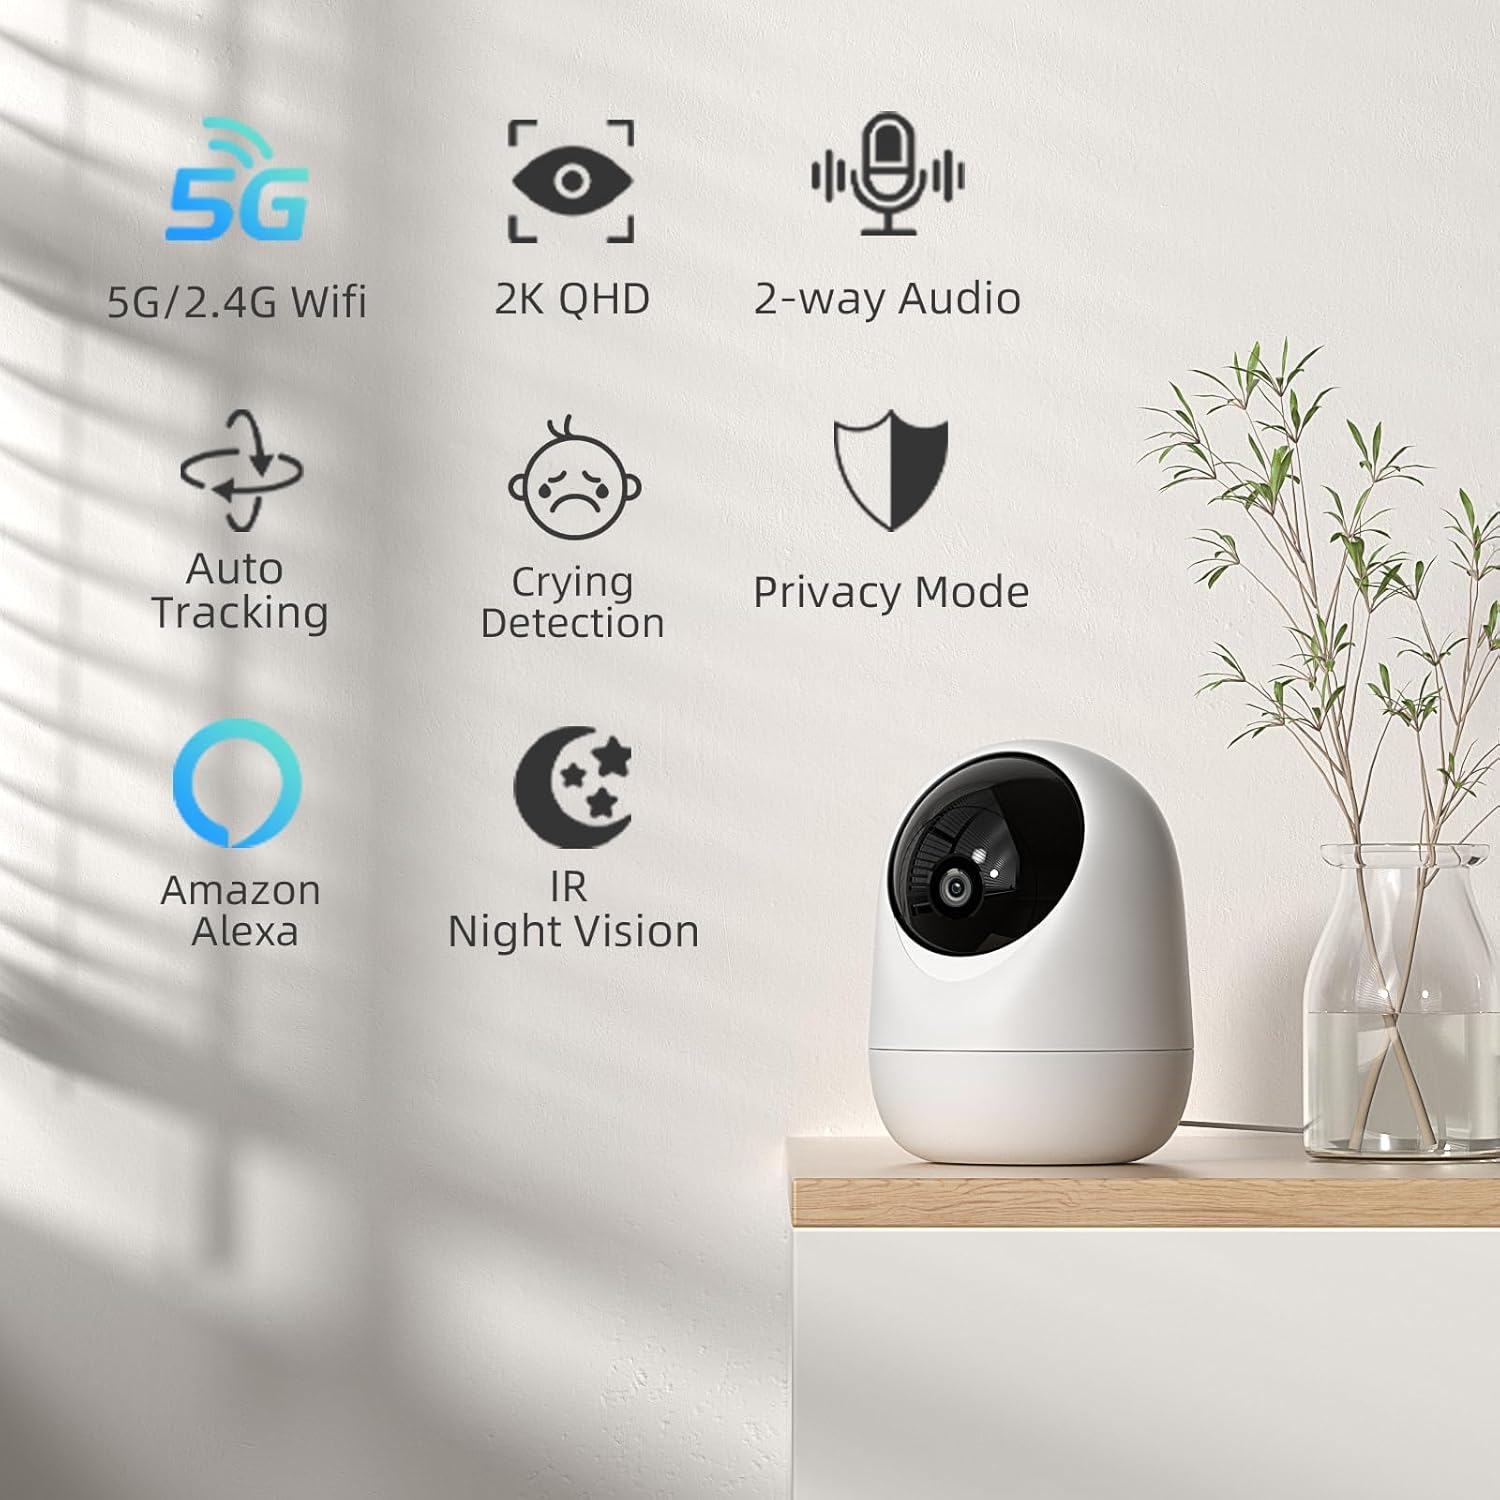 5G
5G/2.4G Wifi
2K QHD
2-way Audio
Auto
Tracking
Crying
Detection
Privacy Mode
Amazon
Alexa
IR
Night Vision